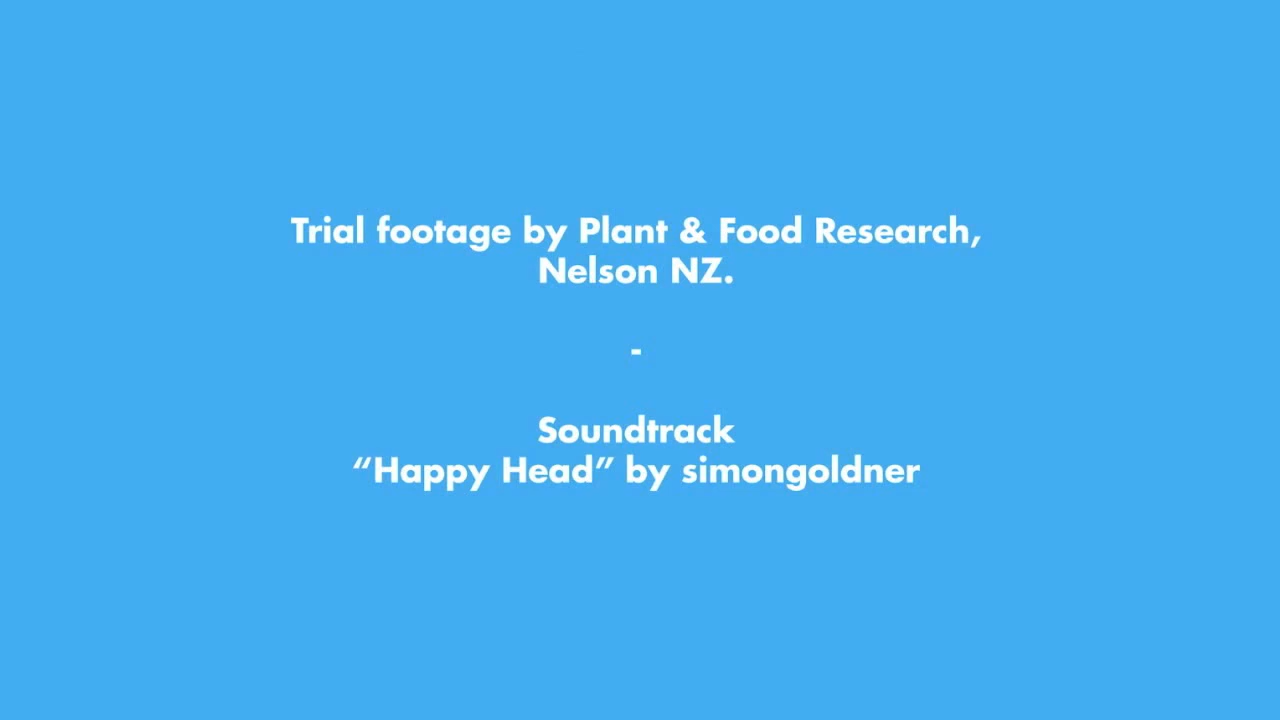 Trial footage by Plant & Food Research,
Nelson NZ.
-
Soundtrack
“Happy Head” by simongoldner